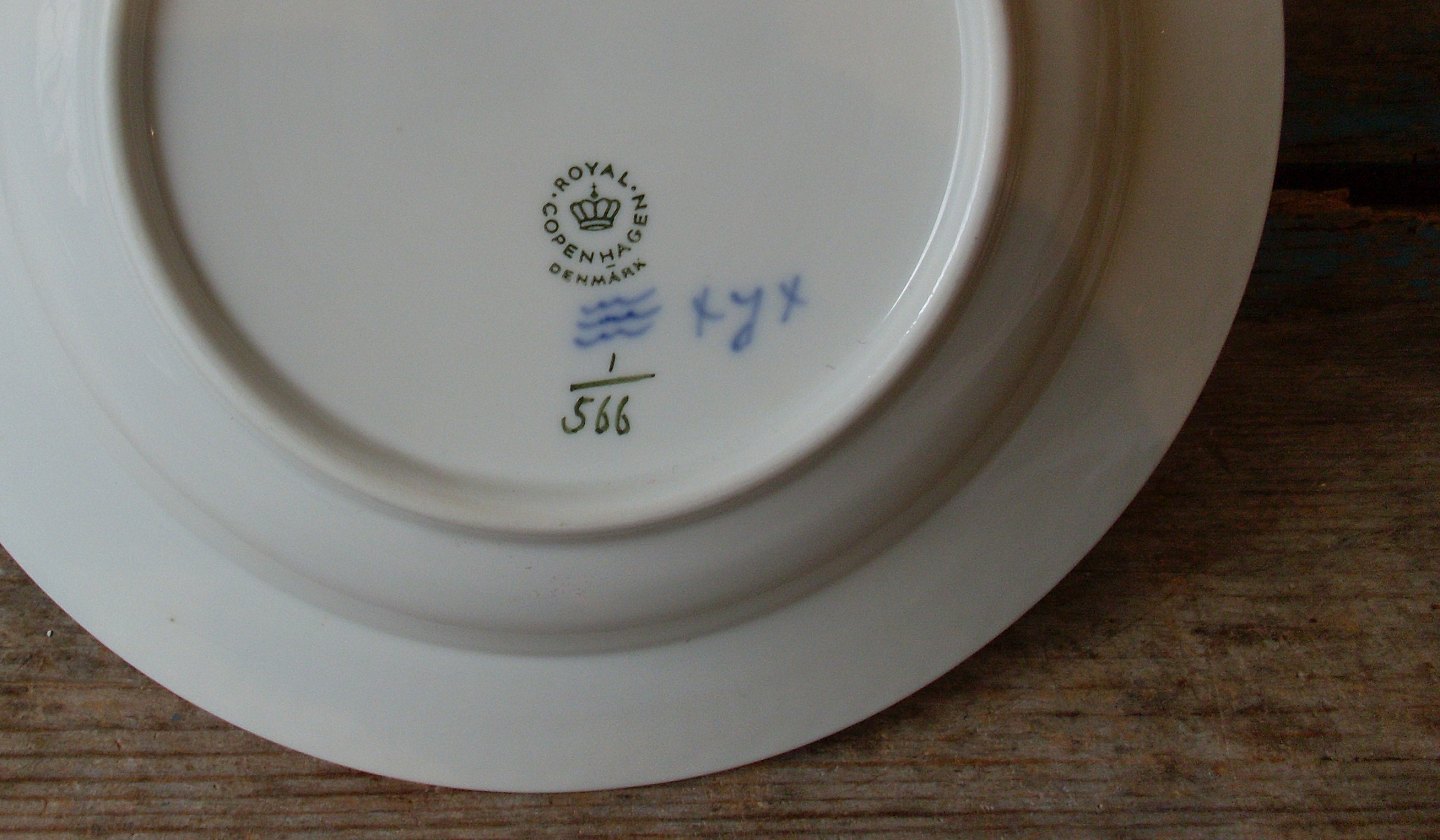 ROYAL
COPENHAGEN
DENMARK
xyx
1
566